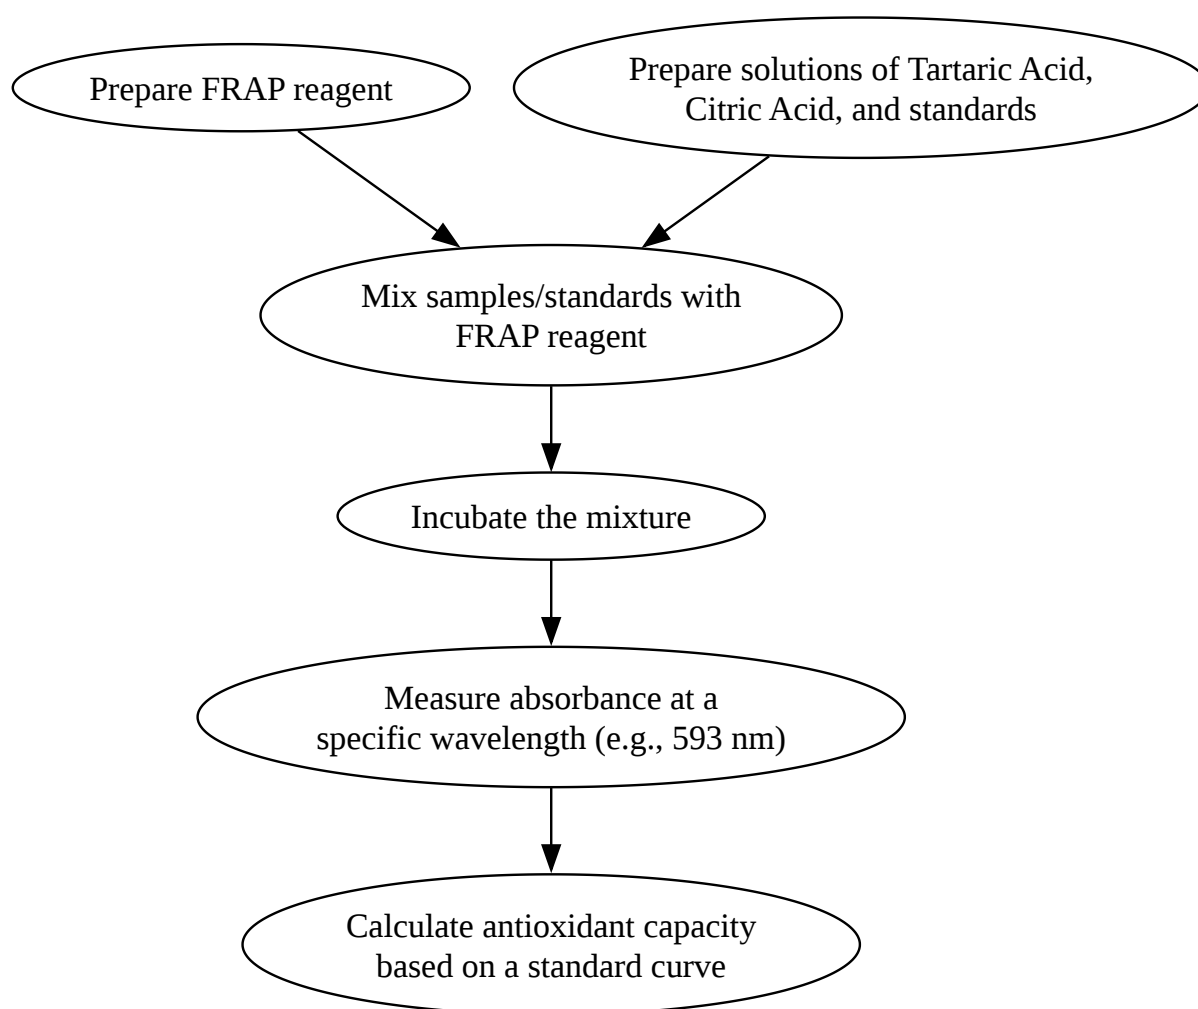 Prepare FRAP reagent
Prepare solutions of Tartaric Acid,
Citric Acid, and standards
Mix samples/standards with
FRAP reagent
Incubate the mixture
Measure absorbance at a
specific wavelength (e.g., 593 nm)
Calculate antioxidant capacity
based on a standard curve